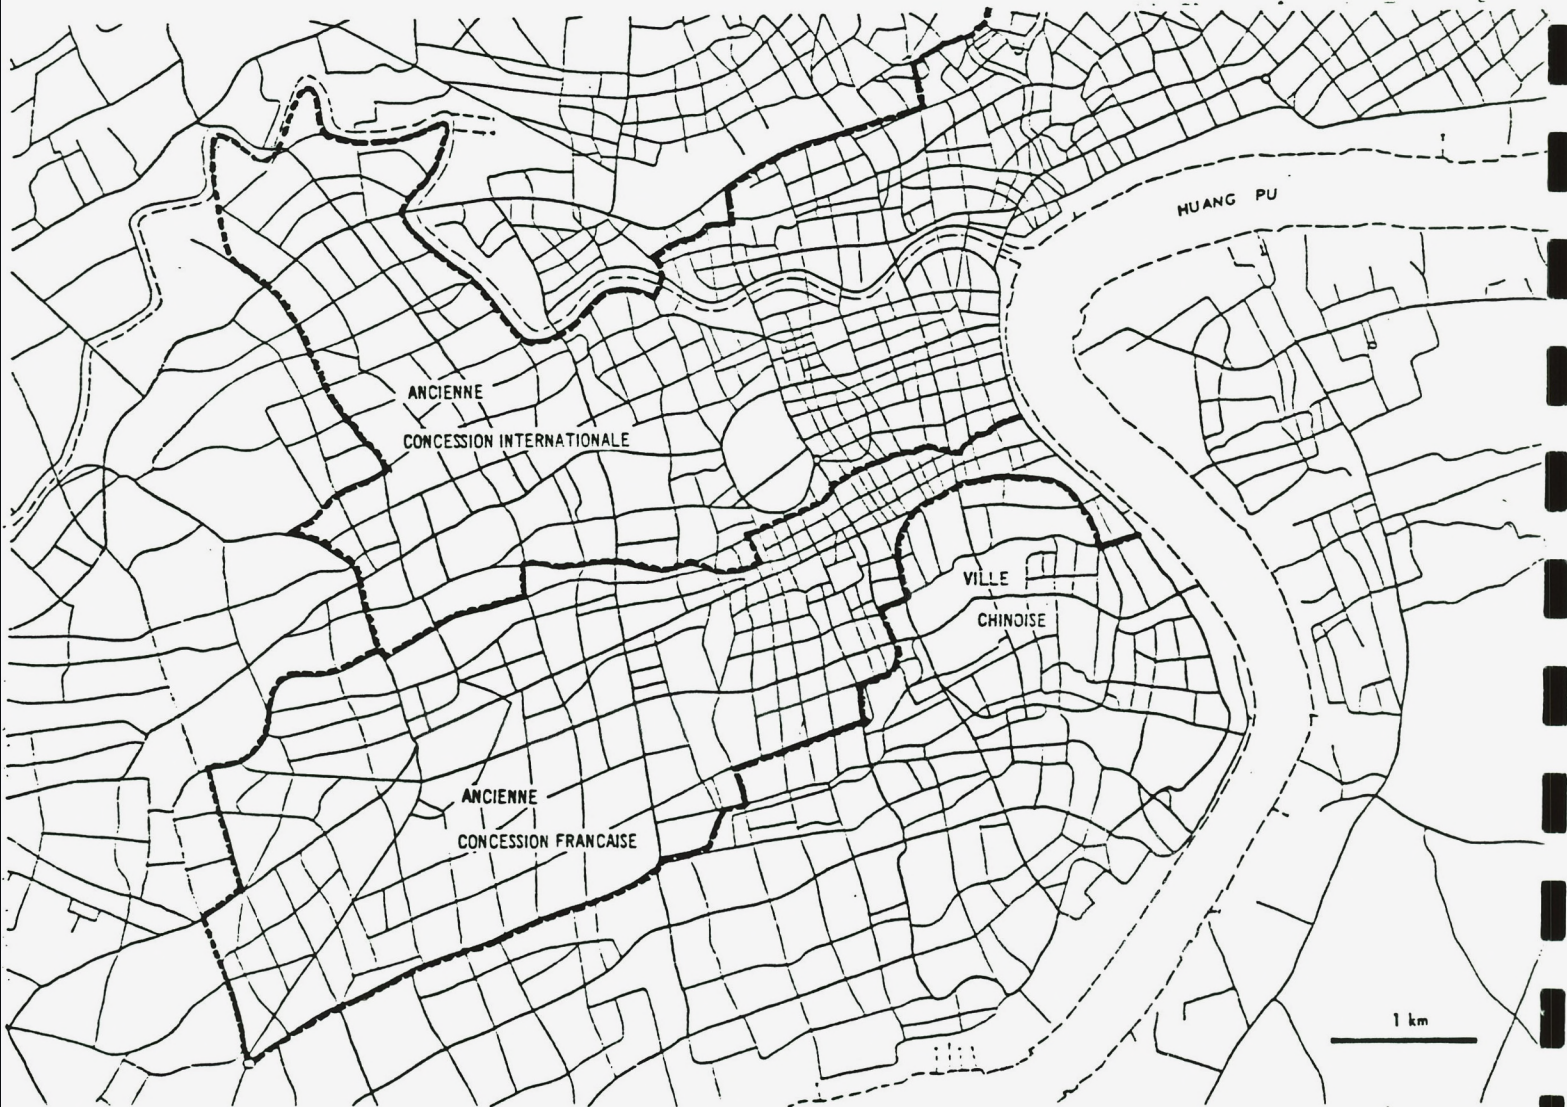 HUANG PU
ANCIENNE
CONCESSION INTERNATIONALE
VILLE
CHINOISE
ANCIENNE
CONCESSION FRANCAISE
1 km